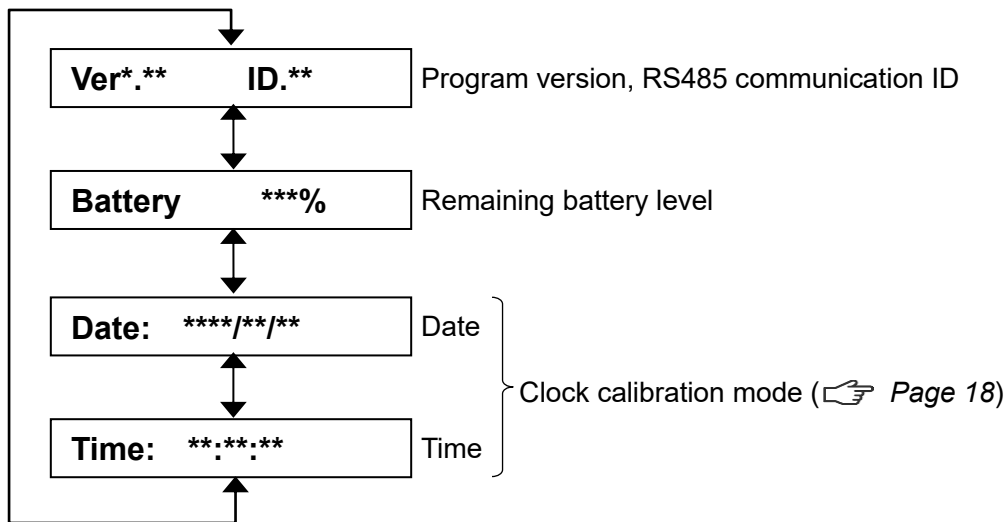 Ver*.** ID.** Program version, RS485 communication ID
Battery ***% Remaining battery level
Date: ****/**/** Date
Clock calibration mode (☞ Page 18)
Time: **:**:** Time